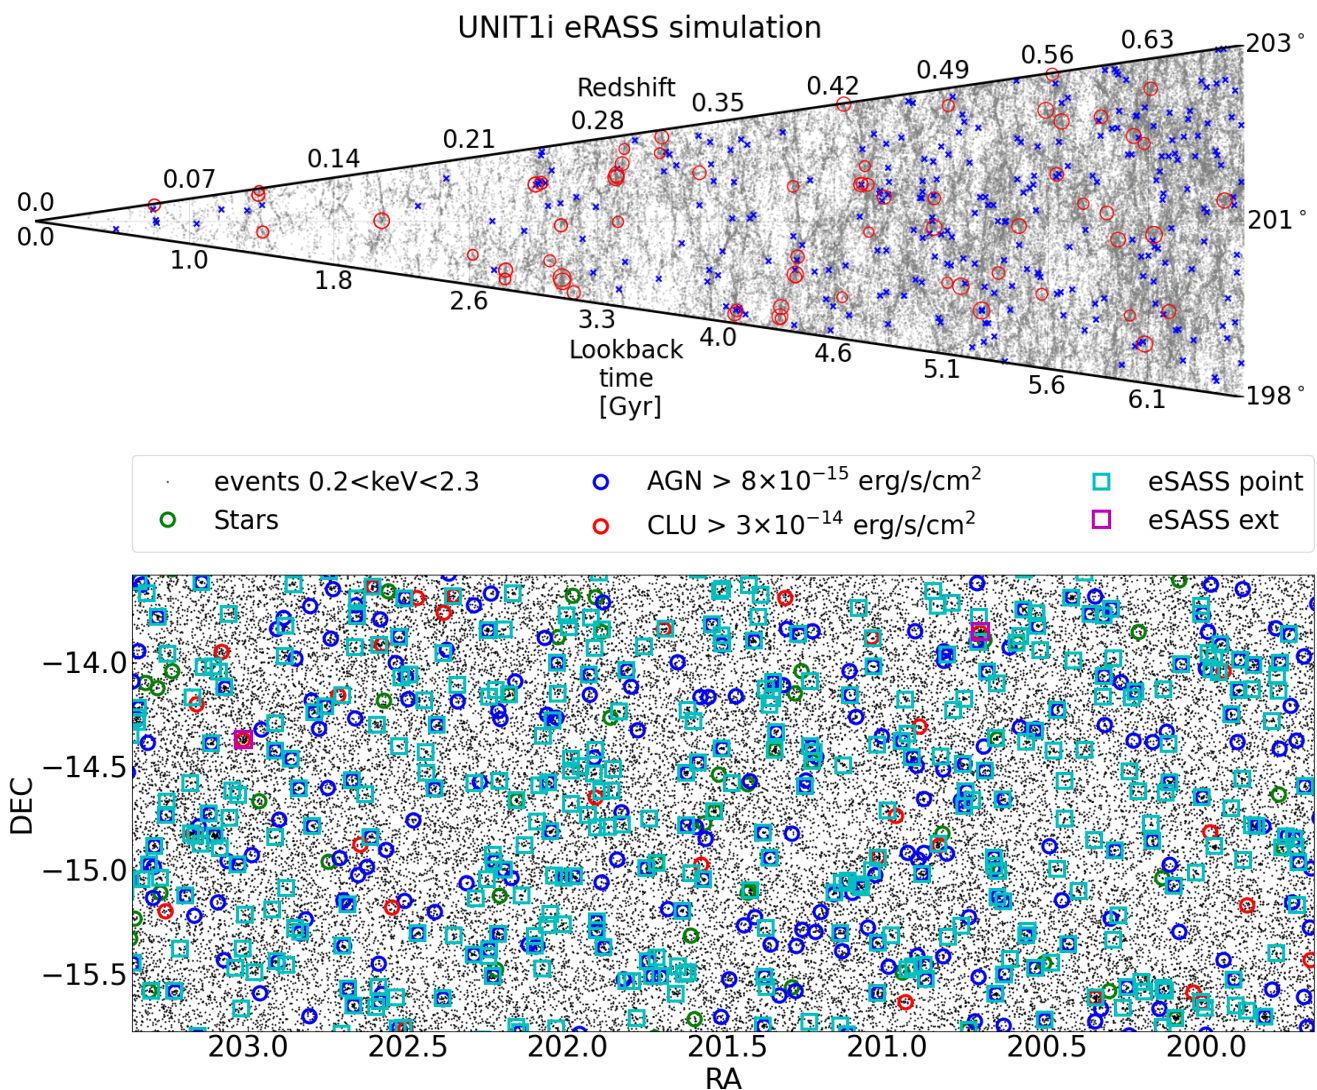 UNIT1i eRASS simulation
Redshift
0.0 0.07 0.14 0.21 0.28 0.35 0.42 0.49 0.56 0.63
203°
201°
198°
0.0 1.0 1.8 2.6 3.3 4.0 4.6 5.1 5.6 6.1
Lookback
time
[Gyr]
events 0.2<keV<2.3
Stars
AGN > 8×10⁻¹⁵ erg/s/cm²
CLU > 3×10⁻¹⁴ erg/s/cm²
eSASS point
eSASS ext
DEC
−14.0
−14.5
−15.0
−15.5
203.0 202.5 202.0 201.5 201.0 200.5 200.0
RA